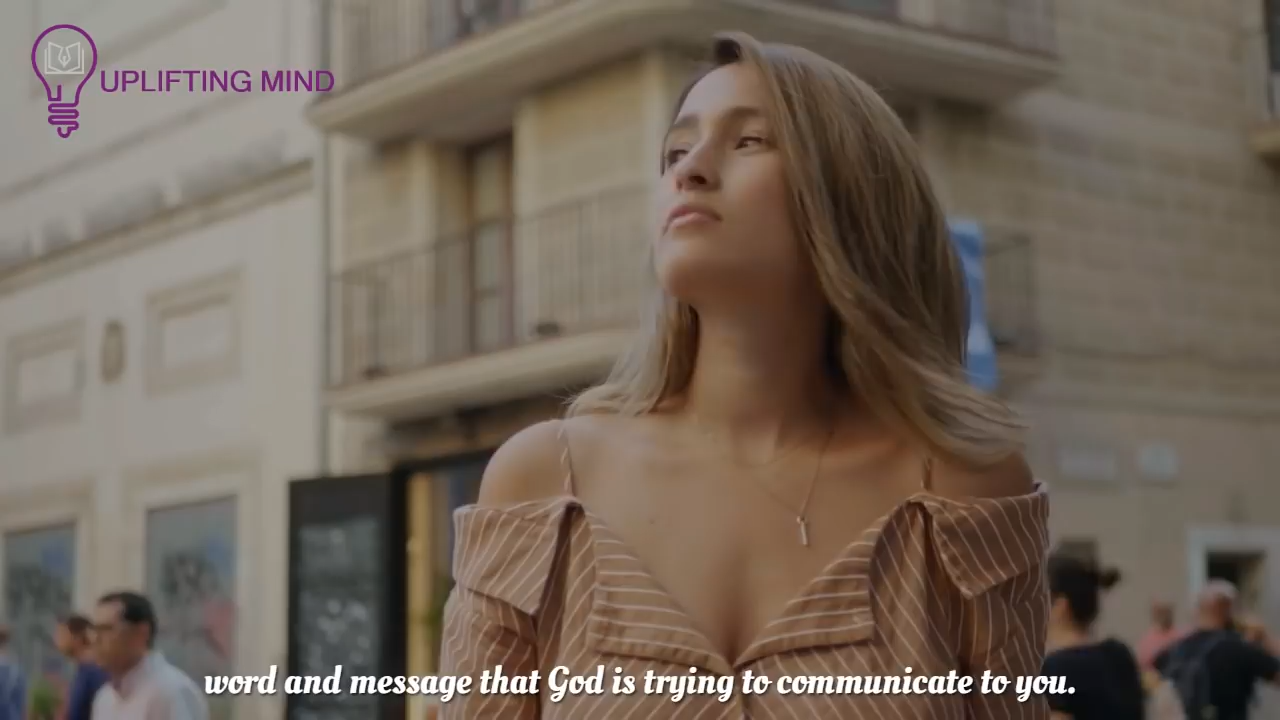 UPLIFTING MIND
word and message that God is trying to communicate to you.